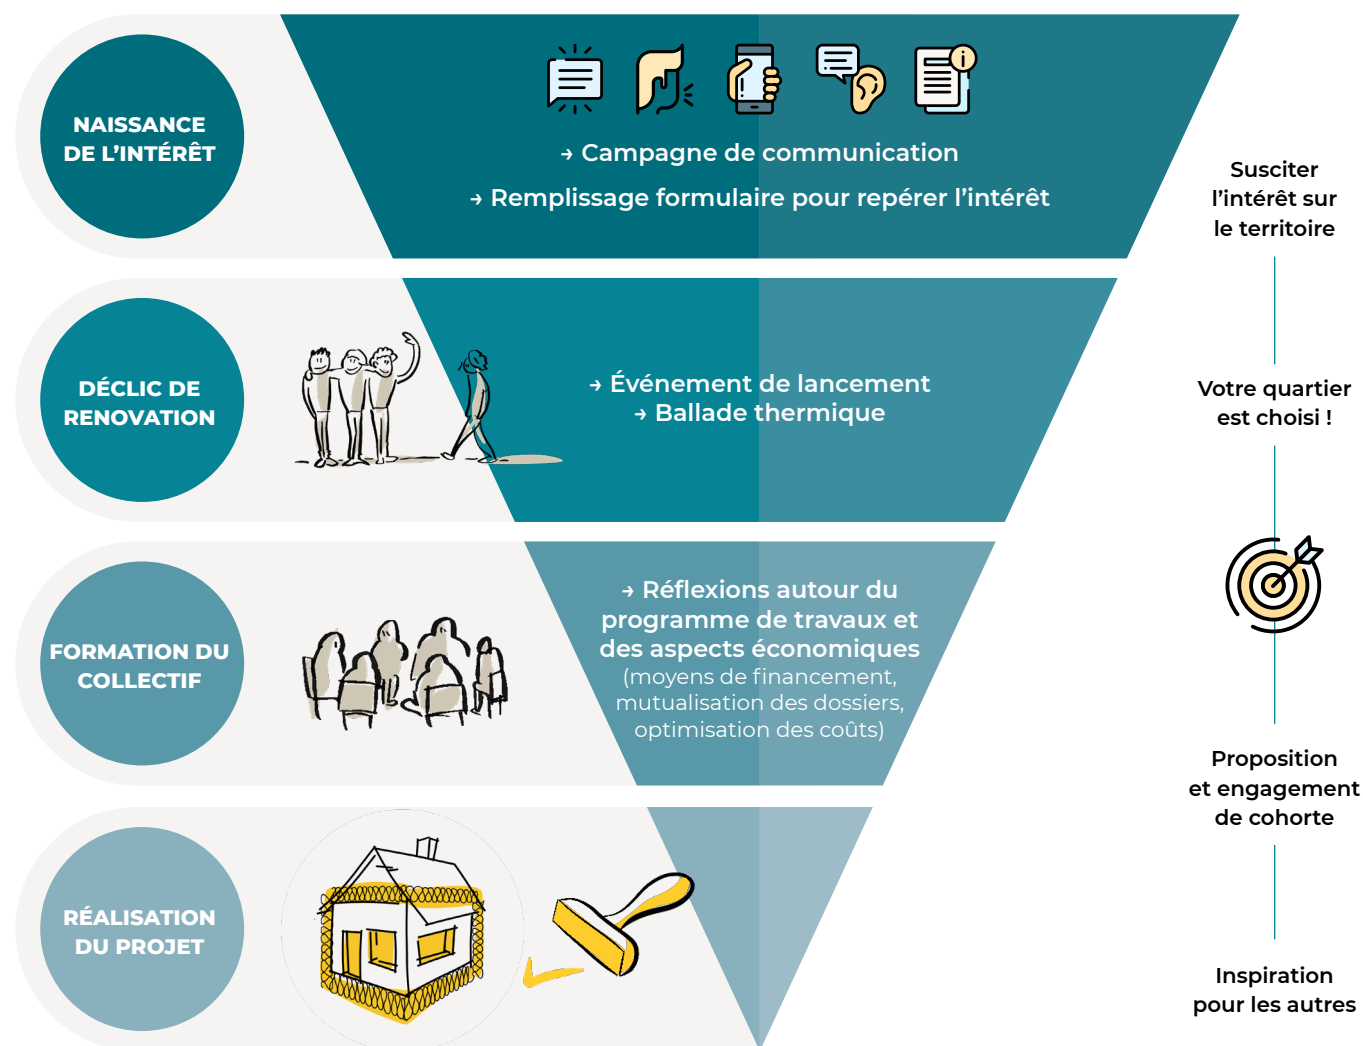 NAISSANCE
DE L’INTÉRÊT
→ Campagne de communication
→ Remplissage formulaire pour repérer l’intérêt
Susciter
l’intérêt sur
le territoire
DÉCLIC DE
RENOVATION
→ Événement de lancement
→ Ballade thermique
Votre quartier
est choisi !
FORMATION DU
COLLECTIF
→ Réflexions autour du
programme de travaux et
des aspects économiques
(moyens de financement,
mutualisation des dossiers,
optimisation des coûts)
Proposition
et engagement
de cohorte
RÉALISATION
DU PROJET
Inspiration
pour les autres